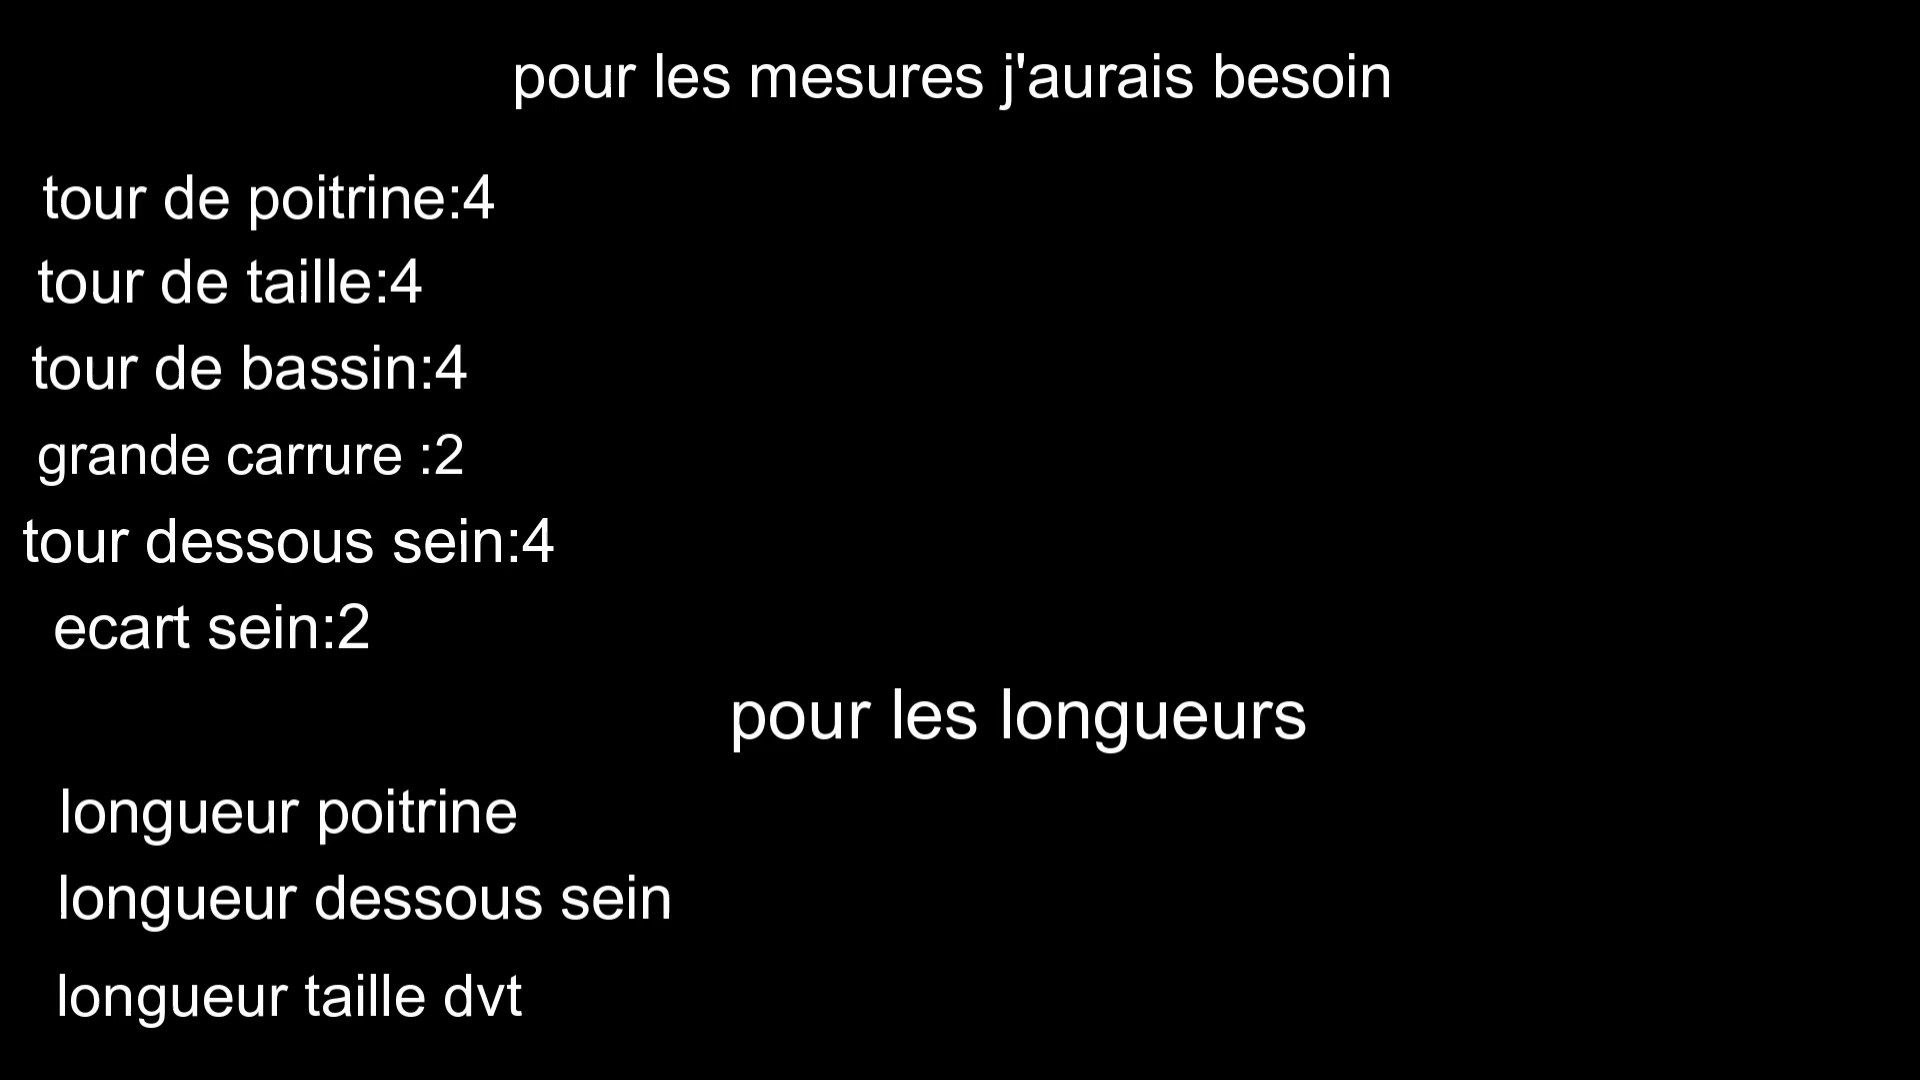 pour les mesures j'aurais besoin
tour de poitrine:4
tour de taille:4
tour de bassin:4
grande carrure :2
tour dessous sein:4
ecart sein:2
pour les longueurs
longueur poitrine
longueur dessous sein
longueur taille dvt